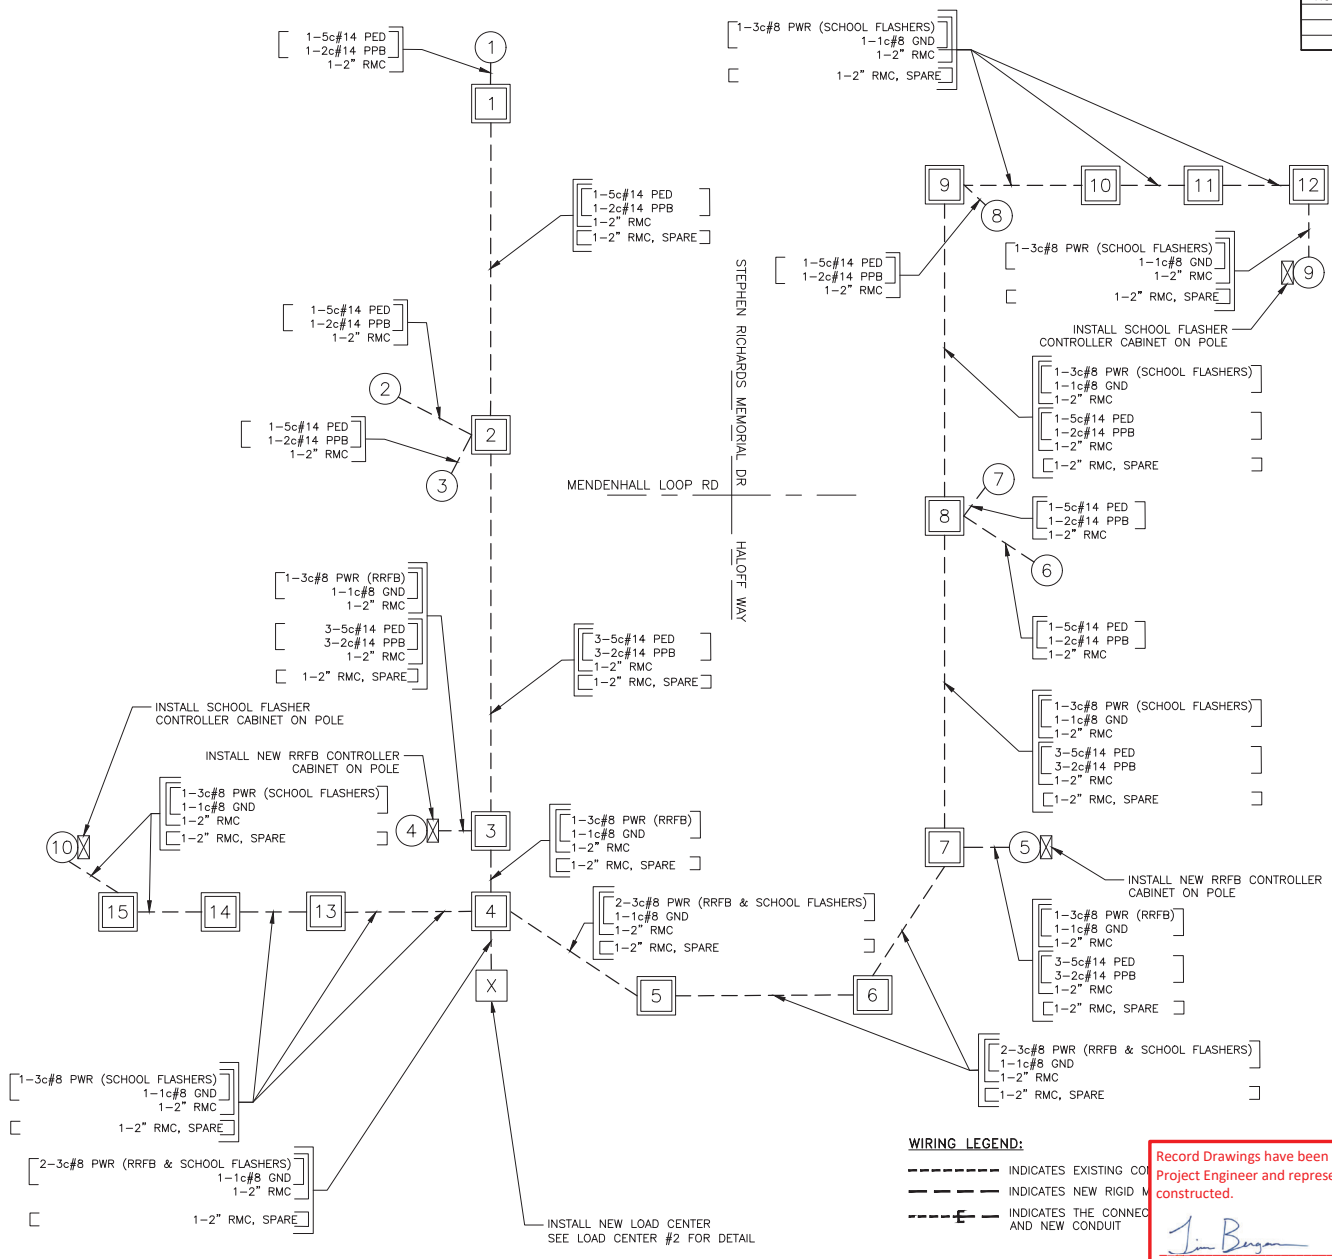 1-5c#14 PED
1-2c#14 PPB
1-2" RMC
1
1
1-3c#8 PWR (SCHOOL FLASHERS)
1-1c#8 GND
1-2" RMC
1-2" RMC, SPARE
9
10
11
12
8
1-5c#14 PED
1-2c#14 PPB
1-2" RMC
1-2" RMC, SPARE
1-5c#14 PED
1-2c#14 PPB
1-2" RMC
1-3c#8 PWR (SCHOOL FLASHERS)
1-1c#8 GND
1-2" RMC
1-2" RMC, SPARE
9
INSTALL SCHOOL FLASHER
CONTROLLER CABINET ON POLE
STEPHEN RICHARDS MEMORIAL DR
1-5c#14 PED
1-2c#14 PPB
1-2" RMC
2
2
1-5c#14 PED
1-2c#14 PPB
1-2" RMC
3
1-3c#8 PWR (SCHOOL FLASHERS)
1-1c#8 GND
1-2" RMC
1-5c#14 PED
1-2c#14 PPB
1-2" RMC
1-2" RMC, SPARE
MENDENHALL LOOP RD
HALOFF WAY
8
7
1-5c#14 PED
1-2c#14 PPB
1-2" RMC
6
1-5c#14 PED
1-2c#14 PPB
1-2" RMC
1-3c#8 PWR (RRFB)
1-1c#8 GND
1-2" RMC
3-5c#14 PED
3-2c#14 PPB
1-2" RMC
1-2" RMC, SPARE
3-5c#14 PED
3-2c#14 PPB
1-2" RMC
1-2" RMC, SPARE
1-3c#8 PWR (SCHOOL FLASHERS)
1-1c#8 GND
1-2" RMC
3-5c#14 PED
3-2c#14 PPB
1-2" RMC
1-2" RMC, SPARE
INSTALL SCHOOL FLASHER
CONTROLLER CABINET ON POLE
INSTALL NEW RRFB CONTROLLER
CABINET ON POLE
1-3c#8 PWR (SCHOOL FLASHERS)
1-1c#8 GND
1-2" RMC
1-2" RMC, SPARE
10
4
3
1-3c#8 PWR (RRFB)
1-1c#8 GND
1-2" RMC
1-2" RMC, SPARE
7
5
INSTALL NEW RRFB CONTROLLER
CABINET ON POLE
15
14
13
4
2-3c#8 PWR (RRFB & SCHOOL FLASHERS)
1-1c#8 GND
1-2" RMC
1-2" RMC, SPARE
1-3c#8 PWR (RRFB)
1-1c#8 GND
1-2" RMC
3-5c#14 PED
3-2c#14 PPB
1-2" RMC
1-2" RMC, SPARE
X
5
6
2-3c#8 PWR (RRFB & SCHOOL FLASHERS)
1-1c#8 GND
1-2" RMC
1-2" RMC, SPARE
1-3c#8 PWR (SCHOOL FLASHERS)
1-1c#8 GND
1-2" RMC
1-2" RMC, SPARE
2-3c#8 PWR (RRFB & SCHOOL FLASHERS)
1-1c#8 GND
1-2" RMC
1-2" RMC, SPARE
INSTALL NEW LOAD CENTER
SEE LOAD CENTER #2 FOR DETAIL
WIRING LEGEND:
INDICATES EXISTING
INDICATES NEW RIGID
INDICATES THE
AND NEW CONDUIT
E
Record Drawings have been
Project Engineer and
constructed.
Jim